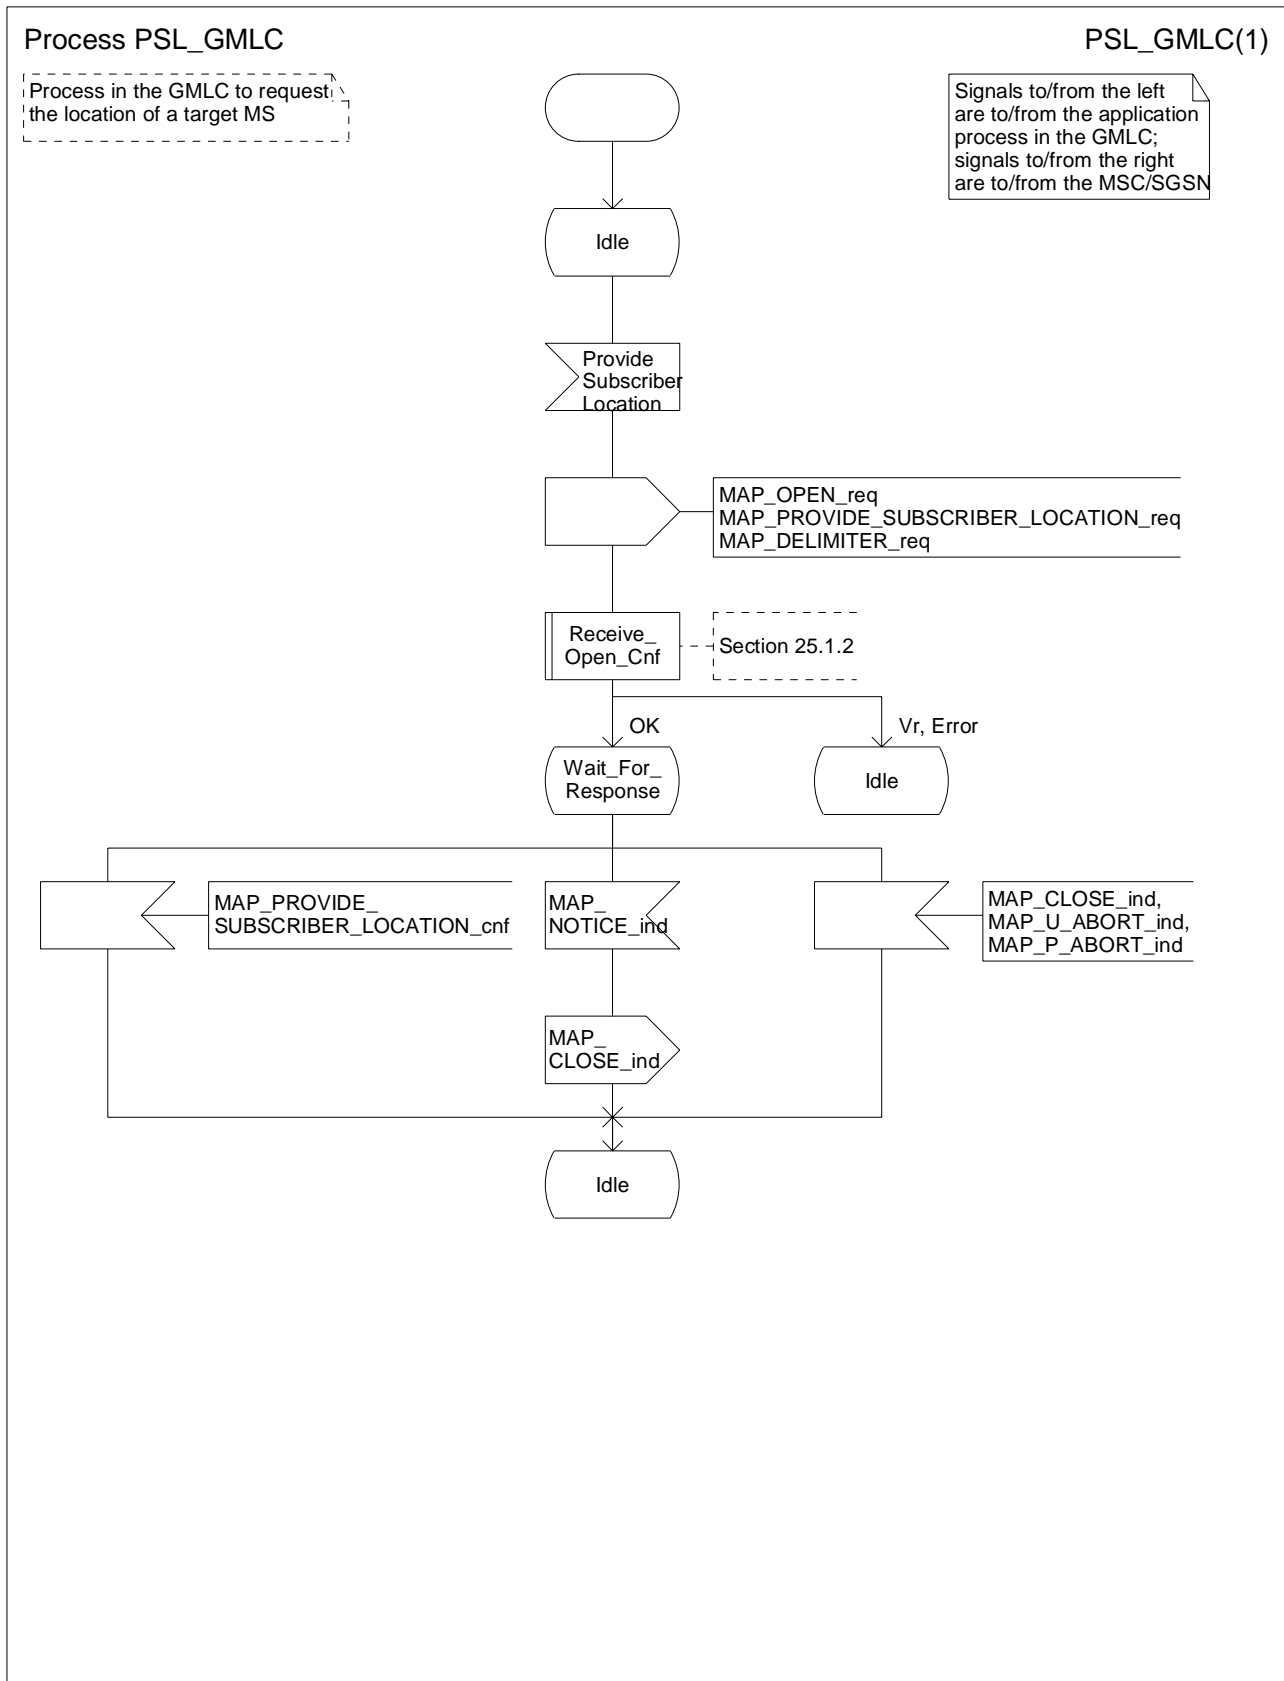 Process PSL_GMLC
PSL_GMLC(1)
Process in the GMLC to request
the location of a target MS
Signals to/from the left
are to/from the application
process in the GMLC;
signals to/from the right
are to/from the MSC/SGSN
Idle
Provide
Subscriber
Location
MAP_OPEN_req
MAP_PROVIDE_SUBSCRIBER_LOCATION_req
MAP_DELIMITER_req
Receive_
Open_Cnf
Section 25.1.2
OK
Vr, Error
Wait_For_
Response
Idle
MAP_PROVIDE_
SUBSCRIBER_LOCATION_cnf
MAP_
NOTICE_ind
MAP_CLOSE_ind,
MAP_U_ABORT_ind,
MAP_P_ABORT_ind
MAP_
CLOSE_ind
Idle